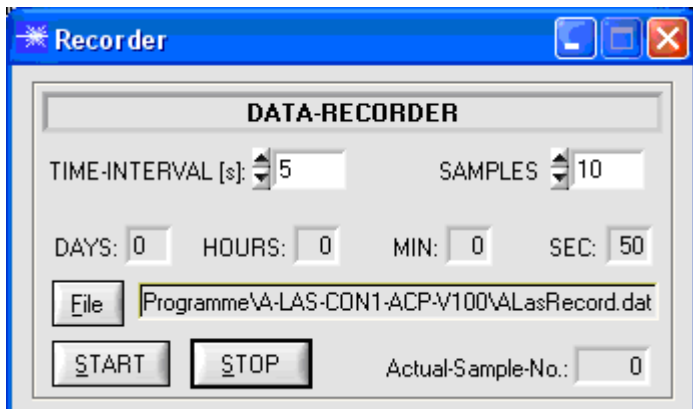 Recorder
DATA-RECORDER
TIME-INTERVAL [s]: 5 SAMPLES 10
DAYS: 0 HOURS: 0 MIN: 0 SEC: 50
File Programme\A-LAS-CON1-ACP-V100\ALasRecord.dat
START STOP Actual-Sample-No.: 0